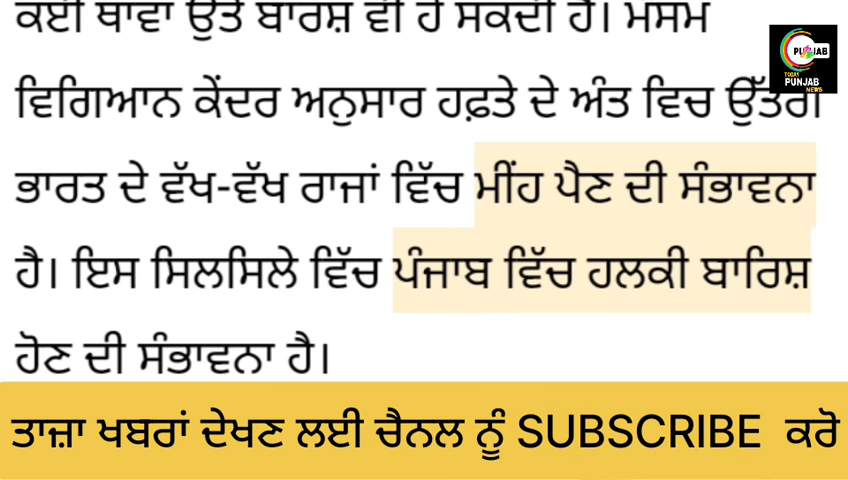 ਕਈ ਥਾਵਾਂ ਉਤੇ ਬਾਰਿਸ਼ ਵੀ ਹੋ ਸਕਦੀ ਹੈ। ਮੌਸਮ
ਵਿਗਿਆਨ ਕੇਂਦਰ ਅਨੁਸਾਰ ਹਫ਼ਤੇ ਦੇ ਅੰਤ ਵਿਚ ਉੱਤਰੀ
ਭਾਰਤ ਦੇ ਵੱਖ-ਵੱਖ ਰਾਜਾਂ ਵਿੱਚ ਮੀਂਹ ਪੈਣ ਦੀ ਸੰਭਾਵਨਾ
ਹੈ। ਇਸ ਸਿਲਸਿਲੇ ਵਿੱਚ ਪੰਜਾਬ ਵਿੱਚ ਹਲਕੀ ਬਾਰਿਸ਼
ਹੋਣ ਦੀ ਸੰਭਾਵਨਾ ਹੈ।
ਤਾਜ਼ਾ ਖਬਰਾਂ ਦੇਖਣ ਲਈ ਚੈਨਲ ਨੂੰ SUBSCRIBE ਕਰੋ
PUNJAB
TODAY
PUNJAB
NEWS